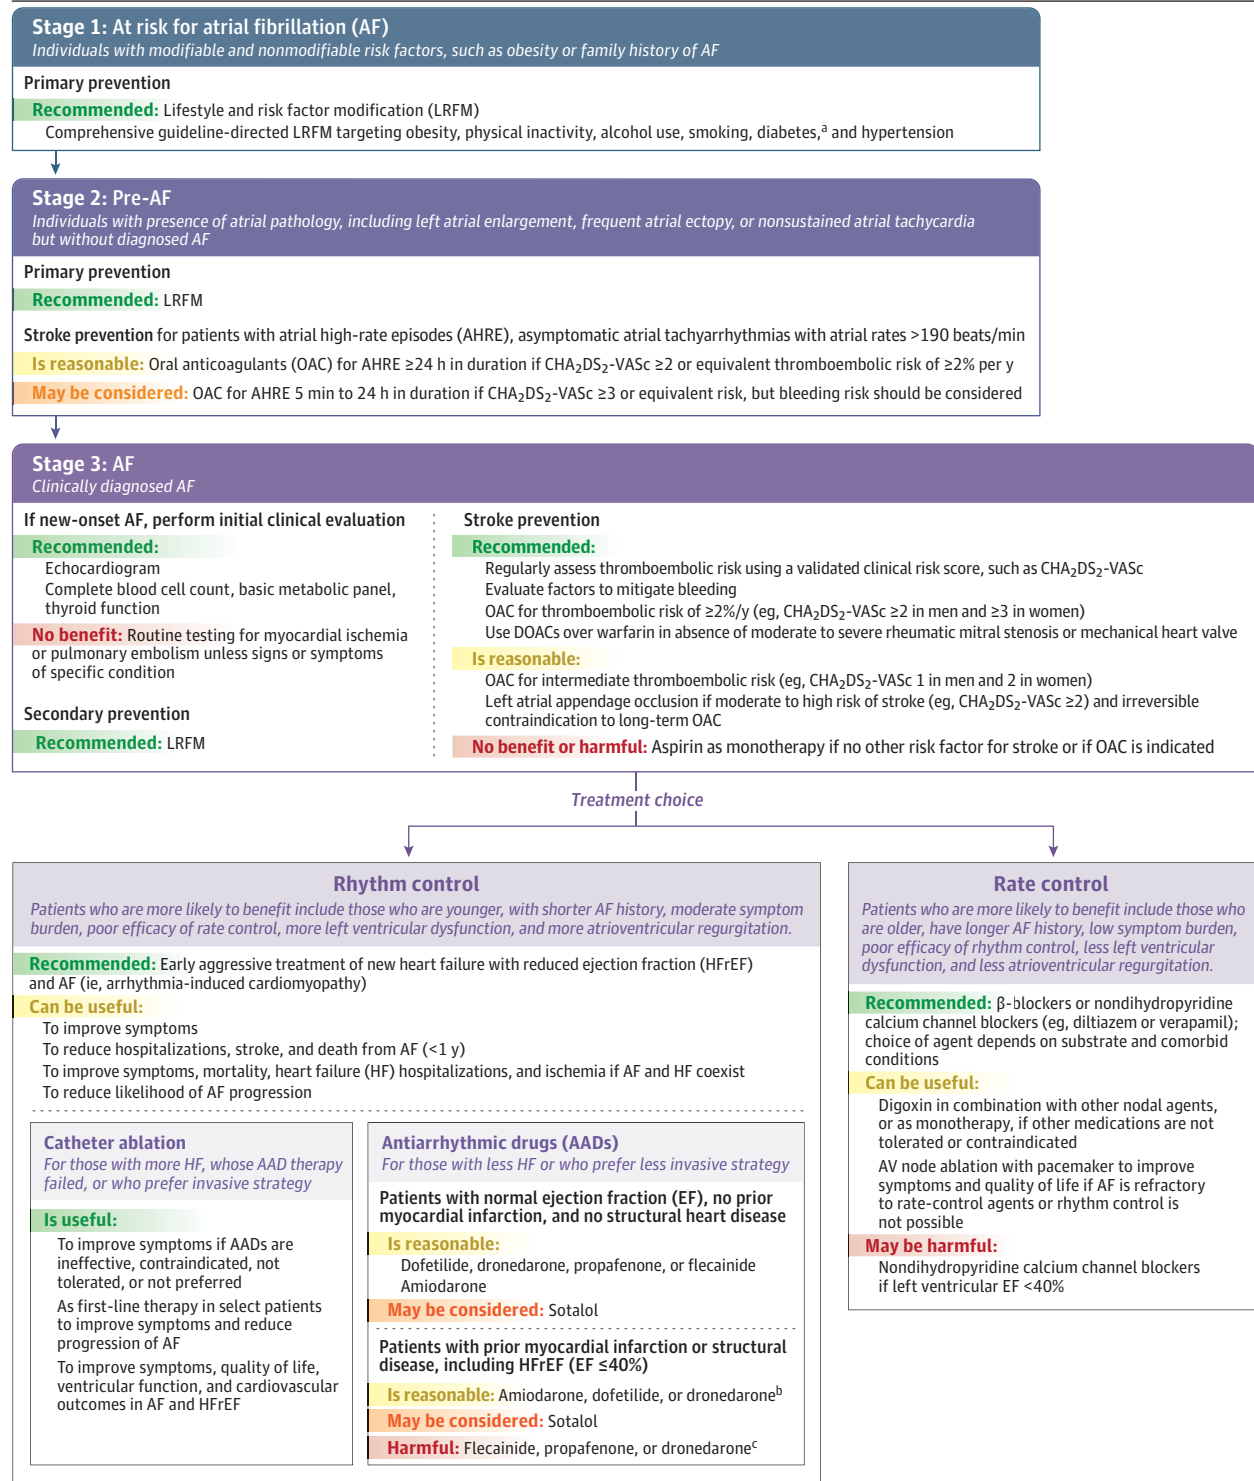 Stage 1: At risk for atrial fibrillation (AF)
Individuals with modifiable and nonmodifiable risk factors, such as obesity or family history of AF
Primary prevention
Recommended: Lifestyle and risk factor modification (LRFM)
Comprehensive guideline-directed LRFM targeting obesity, physical inactivity, alcohol use, smoking, diabetes,ᵃ and hypertension
Stage 2: Pre-AF
Individuals with presence of atrial pathology, including left atrial enlargement, frequent atrial ectopy, or nonsustained atrial tachycardia
but without diagnosed AF
Primary prevention
Recommended: LRFM
Stroke prevention for patients with atrial high-rate episodes (AHRE), asymptomatic atrial tachyarrhythmias with atrial rates >190 beats/min
Is reasonable: Oral anticoagulants (OAC) for AHRE ≥24 h in duration if CHA₂DS₂-VASc ≥2 or equivalent thromboembolic risk of ≥2% per y
May be considered: OAC for AHRE 5 min to 24 h in duration if CHA₂DS₂-VASc ≥3 or equivalent risk, but bleeding risk should be considered
Stage 3: AF
Clinically diagnosed AF
If new-onset AF, perform initial clinical evaluation
Recommended:
Echocardiogram
Complete blood cell count, basic metabolic panel,
thyroid function
No benefit: Routine testing for myocardial ischemia
or pulmonary embolism unless signs or symptoms
of specific condition
Secondary prevention
Recommended: LRFM
Stroke prevention
Recommended:
Regularly assess thromboembolic risk using a validated clinical risk score, such as CHA₂DS₂-VASc
Evaluate factors to mitigate bleeding
OAC for thromboembolic risk of ≥2%/y (eg, CHA₂DS₂-VASc ≥2 in men and ≥3 in women)
Use DOACs over warfarin in absence of moderate to severe rheumatic mitral stenosis or mechanical heart valve
Is reasonable:
OAC for intermediate thromboembolic risk (eg, CHA₂DS₂-VASc 1 in men and 2 in women)
Left atrial appendage occlusion if moderate to high risk of stroke (eg, CHA₂DS₂-VASc ≥2) and irreversible
contraindication to long-term OAC
No benefit or harmful: Aspirin as monotherapy if no other risk factor for stroke or if OAC is indicated
Treatment choice
Rhythm control
Patients who are more likely to benefit include those who are younger, with shorter AF history, moderate symptom
burden, poor efficacy of rate control, more left ventricular dysfunction, and more atrioventricular regurgitation.
Recommended: Early aggressive treatment of new heart failure with reduced ejection fraction (HFrEF)
and AF (ie, arrhythmia-induced cardiomyopathy)
Can be useful:
To improve symptoms
To reduce hospitalizations, stroke, and death from AF (<1 y)
To improve symptoms, mortality, heart failure (HF) hospitalizations, and ischemia if AF and HF coexist
To reduce likelihood of AF progression
Catheter ablation
For those with more HF, whose AAD therapy
failed, or who prefer invasive strategy
Is useful:
To improve symptoms if AADs are
ineffective, contraindicated, not
tolerated, or not preferred
As first-line therapy in select patients
to improve symptoms and reduce
progression of AF
To improve symptoms, quality of life,
ventricular function, and cardiovascular
outcomes in AF and HFrEF
Antiarrhythmic drugs (AADs)
For those with less HF or who prefer less invasive strategy
Patients with normal ejection fraction (EF), no prior
myocardial infarction, and no structural heart disease
Is reasonable:
Dofetilide, dronedarone, propafenone, or flecainide
Amiodarone
May be considered: Sotalol
Patients with prior myocardial infarction or structural
disease, including HFrEF (EF ≤40%)
Is reasonable: Amiodarone, dofetilide, or dronedaroneᵇ
May be considered: Sotalol
Harmful: Flecainide, propafenone, or dronedaroneᶜ
Rate control
Patients who are more likely to benefit include those who
are older, have longer AF history, low symptom burden,
poor efficacy of rhythm control, less left ventricular
dysfunction, and less atrioventricular regurgitation.
Recommended: β-blockers or nondihydropyridine
calcium channel blockers (eg, diltiazem or verapamil);
choice of agent depends on substrate and comorbid
conditions
Can be useful:
Digoxin in combination with other nodal agents,
or as monotherapy, if other medications are not
tolerated or contraindicated
AV node ablation with pacemaker to improve
symptoms and quality of life if AF is refractory
to rate-control agents or rhythm control is
not possible
May be harmful:
Nondihydropyridine calcium channel blockers
if left ventricular EF <40%